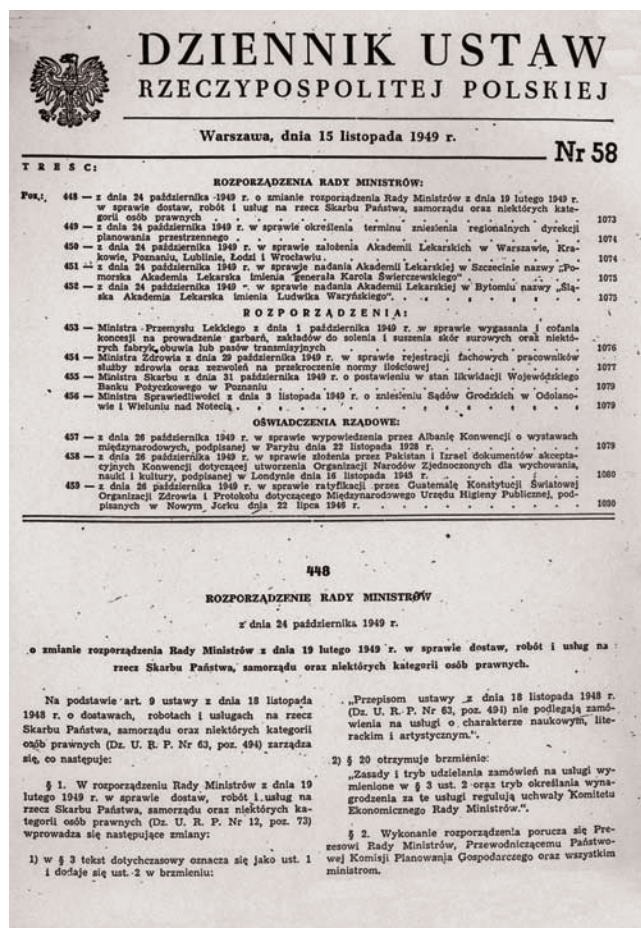 DZIENNIK USTAW
RZECZYPOSPOLITEJ POLSKIEJ
Warszawa, dnia 15 listopada 1949 r.
Nr 58
TREŚĆ:
ROZPORZĄDZENIA RADY MINISTRÓW:
Poz.: 448 — z dnia 24 października 1949 r. o zmianie rozporządzenia Rady Ministrów z dnia 19 lutego 1949 r.
w sprawie dostaw, robót i usług na rzecz Skarbu Państwa, samorządu oraz niektórych kate-
gorii osób prawnych . . . . . . . . . . 1073
449 — z dnia 24 października 1949 r. w sprawie określenia terminu zniesienia regionalnych dyrekcji
planowania przestrzennego . . . . . . . . . . 1074
450 — z dnia 24 października 1949 r. w sprawie założenia Akademii Lekarskich w Warszawie, Kra-
kowie, Poznaniu, Lublinie, Łodzi i Wrocławiu . . . . . . . . 1074
451 — z dnia 24 października 1949 r. w sprawie nadania Akademii Lekarskiej w Szczecinie nazwy „Po-
morska Akademia Lekarska imienia generała Karola Świerczewskiego” . . . . . 1075
452 — z dnia 24 października 1949 r. w sprawie nadania Akademii Lekarskiej w Bytomiu nazwy „Ślą-
ska Akademia Lekarska imienia Ludwika Waryńskiego” . . . . . . . 1075
ROZPORZĄDZENIA:
453 — Ministra Przemysłu Lekkiego z dnia 1 października 1949 r. w sprawie wygasania i cofania
koncesji na prowadzenie garbarń, zakładów do solenia i suszenia skór surowych oraz niektó-
rych fabryk obuwia lub pasów transmisyjnych . . . . . . . . 1076
454 — Ministra Zdrowia z dnia 29 października 1949 r. w sprawie rejestracji fachowych pracowników
służby zdrowia oraz zezwoleń na przekroczenie normy ilościowej . . . . . . 1077
455 — Ministra Skarbu z dnia 31 października 1949 r. o postawieniu w stan likwidacji Wojewódzkiego
Banku Pożyczkowego w Poznaniu . . . . . . . . . 1079
456 — Ministra Sprawiedliwości z dnia 3 listopada 1949 r. o zniesieniu Sądów Grodzkich w Odolano-
wie i Wieluniu nad Notecią . . . . . . . . . . 1079
OŚWIADCZENIA RZĄDOWE:
457 — z dnia 26 października 1949 r. w sprawie wypowiedzenia przez Albanię Konwencji o wystawach
międzynarodowych, podpisanej w Paryżu dnia 22 listopada 1928 r. . . . . . . 1079
458 — z dnia 26 października 1949 r. w sprawie złożenia przez Pakistan i Izrael dokumentów akcepta-
cyjnych Konwencji dotyczącej utworzenia Organizacji Narodów Zjednoczonych dla wychowania,
nauki i kultury, podpisanej w Londynie dnia 16 listopada 1945 r. . . . . . . 1080
459 — z dnia 26 października 1949 r. w sprawie ratyfikacji przez Guatemalę Konstytucji Światowej
Organizacji Zdrowia i Protokołu dotyczącego Międzynarodowego Urzędu Higieny Publicznej, pod-
pisanych w Nowym Jorku dnia 22 lipca 1946 r. . . . . . . . . 1080
448
ROZPORZĄDZENIE RADY MINISTRÓW
z dnia 24 października 1949 r.
o zmianie rozporządzenia Rady Ministrów z dnia 19 lutego 1949 r. w sprawie dostaw, robót i usług na
rzecz Skarbu Państwa, samorządu oraz niektórych kategorii osób prawnych.
Na podstawie art. 9 ustawy z dnia 18 listopada
1948 r. o dostawach, robotach i usługach na rzecz
Skarbu Państwa, samorządu oraz niektórych kategorii
osób prawnych (Dz. U. R. P. Nr 63, poz. 494) zarządza
się, co następuje:
§ 1. W rozporządzeniu Rady Ministrów z dnia 19
lutego 1949 r. w sprawie dostaw, robót i usług na
rzecz Skarbu Państwa, samorządu oraz niektórych ka-
tegorii osób prawnych (Dz. U. R. P. Nr 12, poz. 73)
wprowadza się następujące zmiany:
1) w § 3 tekst dotychczasowy oznacza się jako ust. 1
i dodaje się ust. 2 w brzmieniu:
„Przepisom ustawy z dnia 18 listopada 1948 r.
(Dz. U. R. P. Nr 63, poz. 494) nie podlegają zamó-
wienia na usługi o charakterze naukowym, lite-
rackim i artystycznym.”.
2) § 20 otrzymuje brzmienie:
„Zasady i tryb udzielania zamówień na usługi wy-
mienione w § 3 ust. 2 oraz tryb określania wyna-
grodzenia za te usługi regulują uchwały Komitetu
Ekonomicznego Rady Ministrów.”.
§ 2. Wykonanie rozporządzenia porucza się Pre-
zesowi Rady Ministrów, Przewodniczącemu Państwo-
wej Komisji Planowania Gospodarczego oraz wszystkim
ministrom.